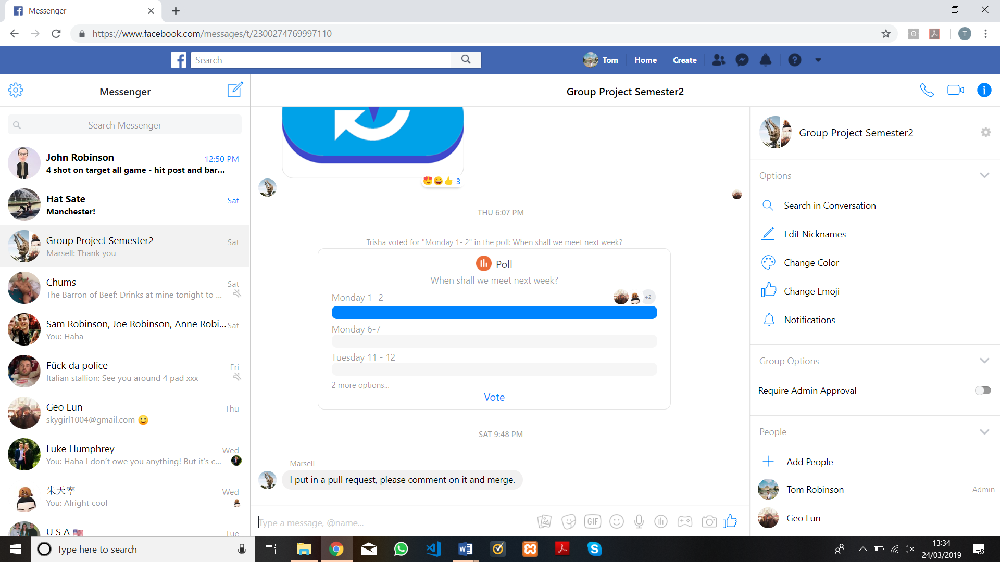 Messenger
https://www.facebook.com/messages/t/2300274769997110
O
T
Search
Tom
Home
Create
Messenger
Group Project Semester2
Search Messenger
John Robinson
12:50 PM
4 shot on target all game - hit post and bar...
Hat Sate
Sat
Manchester!
Group Project Semester2
Sat
Marsell: Thank you
Chums
Sat
The Barron of Beef: Drinks at mine tonight to ...
Sam Robinson, Joe Robinson, Anne Robi...
Sat
You: Haha
Fück da police
Fri
Italian stallion: See you around 4 pad xxx
Geo Eun
Thu
skygirl1004@gmail.com 🙂
Luke Humphrey
Wed
You: Haha I don't owe you anything! But it's c...
朱天寧
Wed
You: Alright cool
U S A 🇺🇸
Tue
3
THU 6:07 PM
Trisha voted for "Monday 1- 2" in the poll: When shall we meet next week?
Poll
When shall we meet next week?
Monday 1- 2
+2
Monday 6-7
Tuesday 11 - 12
2 more options...
Vote
SAT 9:48 PM
Marsell
I put in a pull request, please comment on it and merge.
Type a message, @name...
GIF
Group Project Semester2
Options
Search in Conversation
Edit Nicknames
Change Color
Change Emoji
Notifications
Group Options
Require Admin Approval
People
Add People
Tom Robinson
Admin
Geo Eun
Type here to search
13:34
24/03/2019